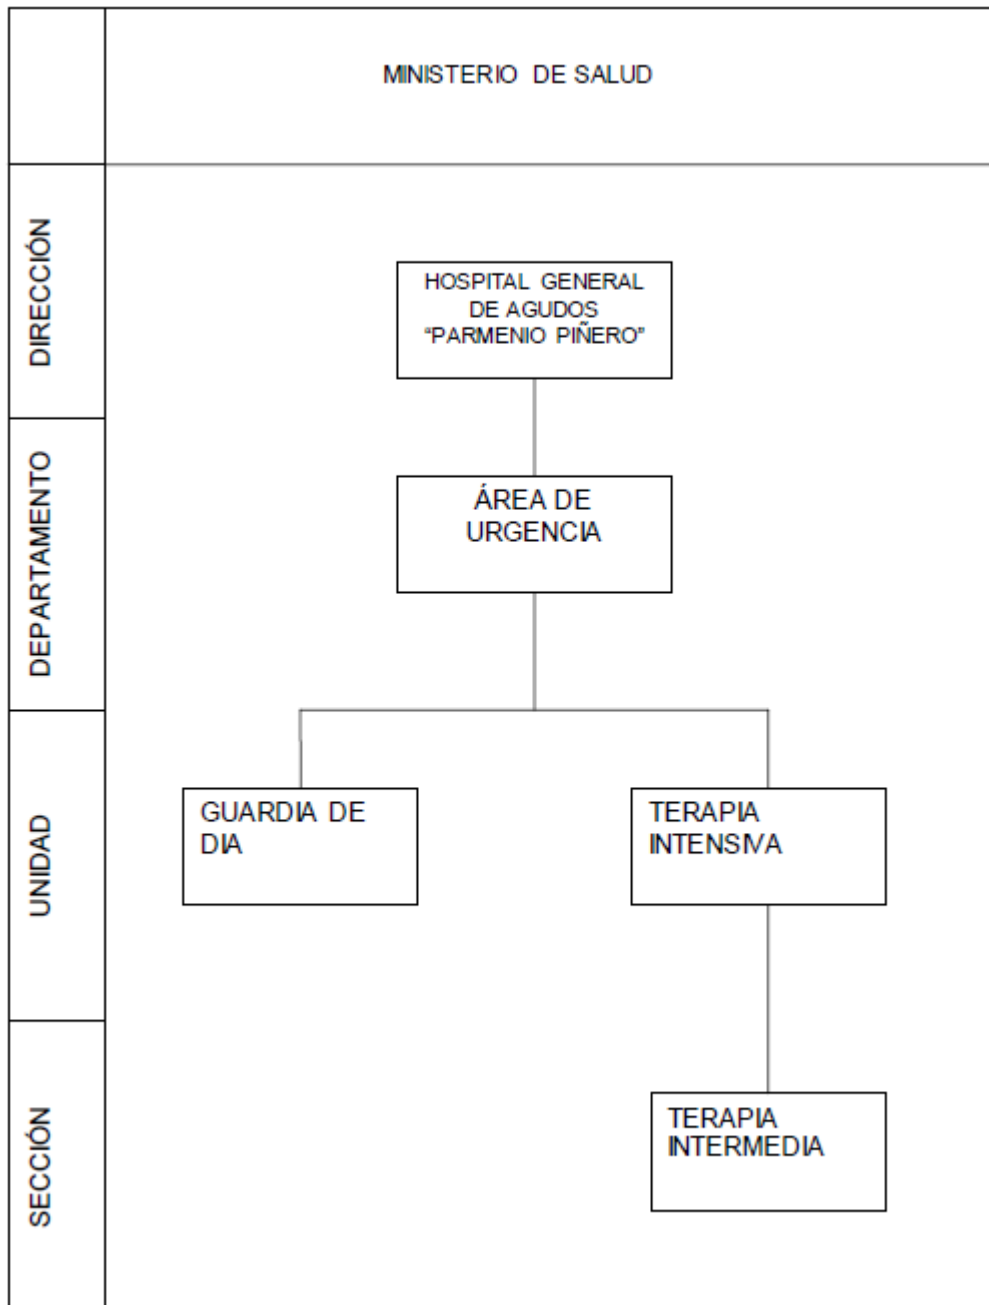 MINISTERIO DE SALUD
DIRECCIÓN
HOSPITAL GENERAL
DE AGUDOS
“PARMENIO PIÑERO”
DEPARTAMENTO
ÁREA DE
URGENCIA
UNIDAD
GUARDIA DE
DIA
TERAPIA
INTENSIVA
SECCIÓN
TERAPIA
INTERMEDIA